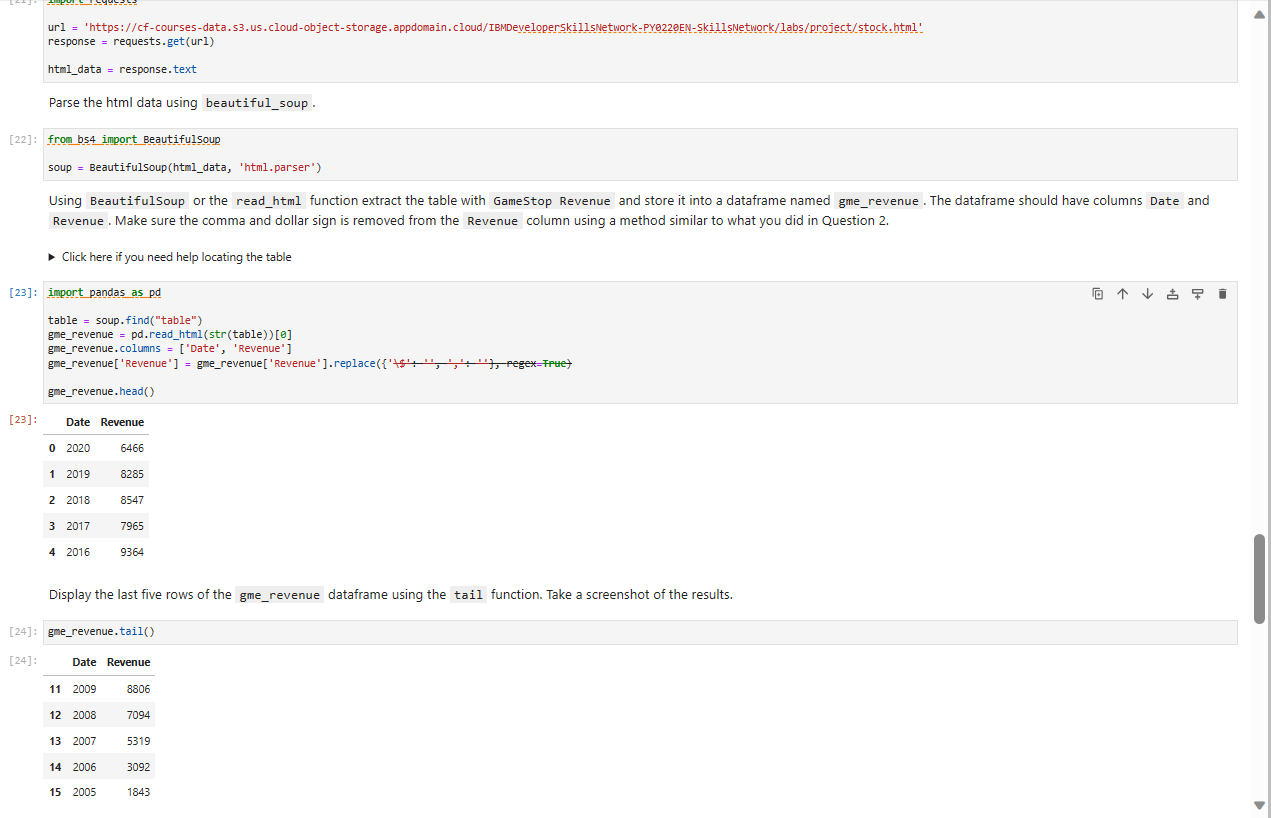 [21]: import requests
url = 'https://cf-courses-data.s3.us.cloud-object-storage.appdomain.cloud/IBMDeveloperSkillsNetwork-PY0220EN-SkillsNetwork/labs/project/stock.html'
response = requests.get(url)
html_data = response.text
Parse the html data using beautiful_soup.
[22]: from bs4 import BeautifulSoup
soup = BeautifulSoup(html_data, 'html.parser')
Using BeautifulSoup or the read_html function extract the table with GameStop Revenue and store it into a dataframe named gme_revenue. The dataframe should have columns Date and
Revenue. Make sure the comma and dollar sign is removed from the Revenue column using a method similar to what you did in Question 2.
Click here if you need help locating the table
[23]: import pandas as pd
table = soup.find("table")
gme_revenue = pd.read_html(str(table))[0]
gme_revenue.columns = ['Date', 'Revenue']
gme_revenue['Revenue'] = gme_revenue['Revenue'].replace({'\$': '', ',': ''}, regex=True)
gme_revenue.head()
[23]: Date Revenue
0 2020 6466
1 2019 8285
2 2018 8547
3 2017 7965
4 2016 9364
Display the last five rows of the gme_revenue dataframe using the tail function. Take a screenshot of the results.
[24]: gme_revenue.tail()
[24]: Date Revenue
11 2009 8806
12 2008 7094
13 2007 5319
14 2006 3092
15 2005 1843